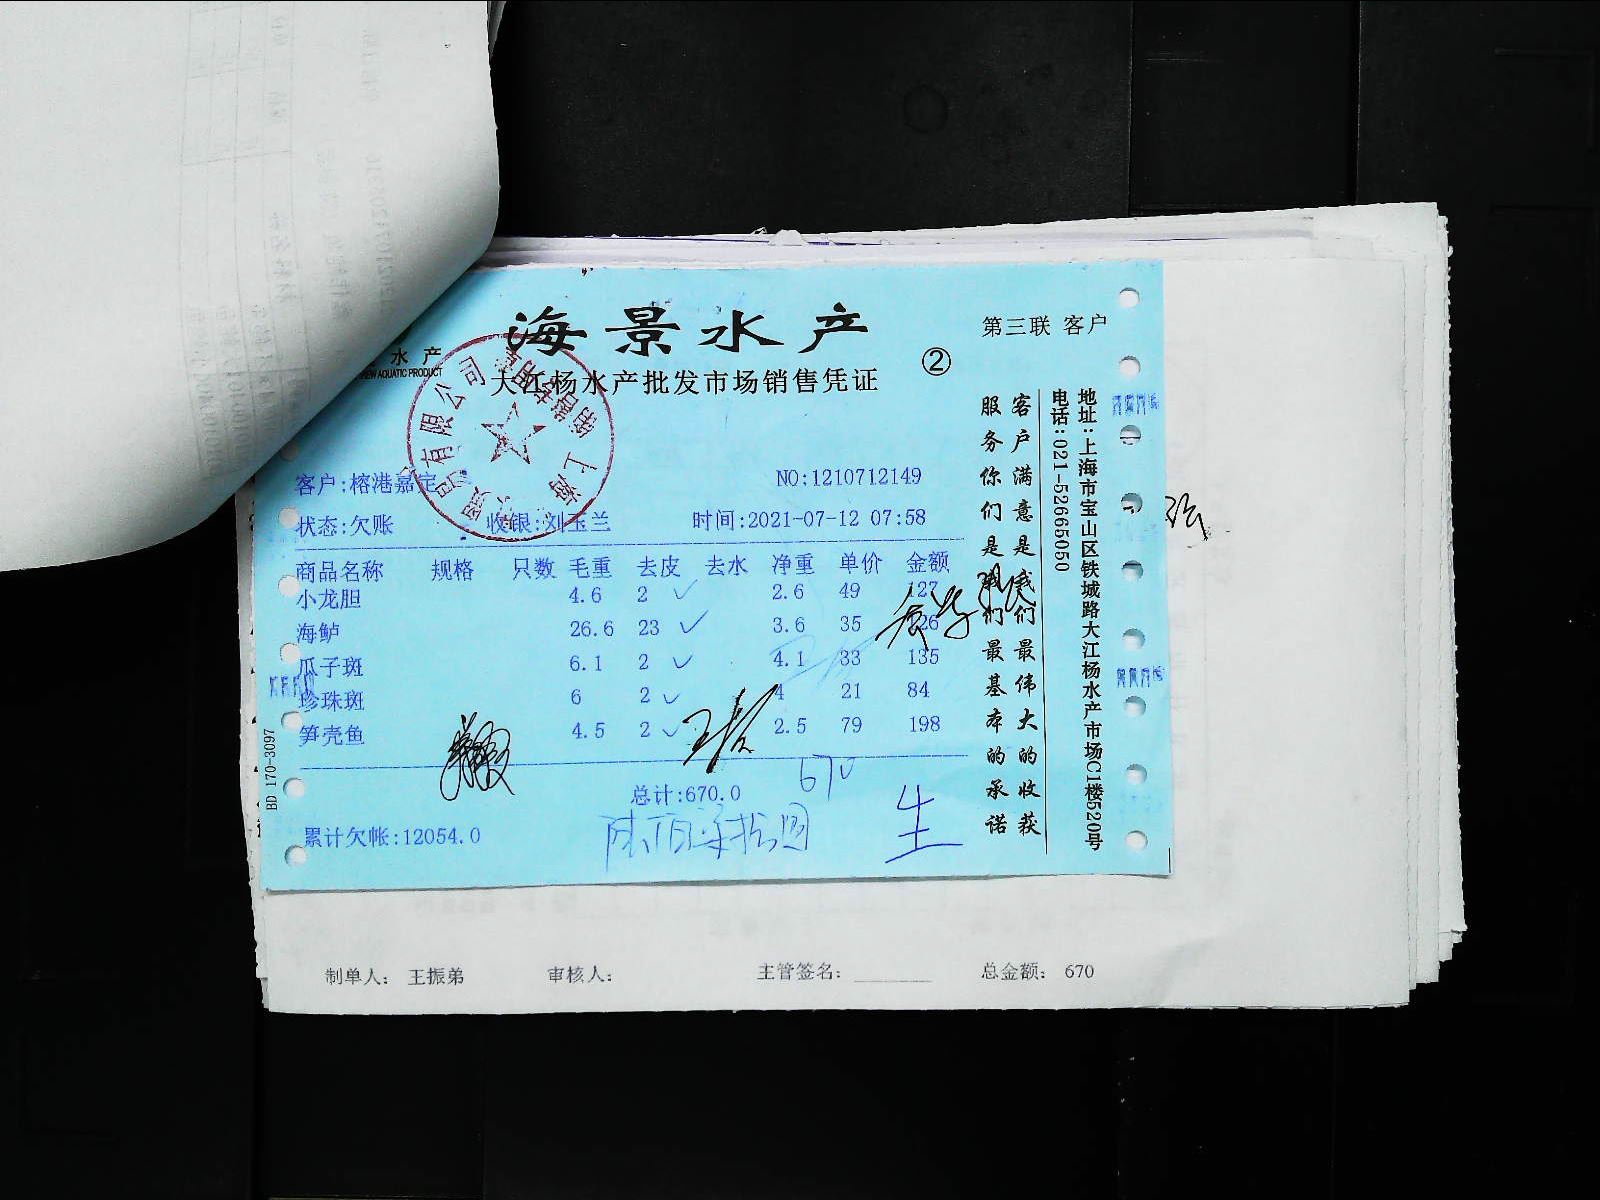 海景水产
水产
VIEW AQUATIC PRODUCT
大江杨水产批发市场销售凭证
②
第三联 客户
客户:榕港嘉定 NO:1210712149
状态:欠账 收银:刘玉兰 时间:2021-07-12 07:58
商品名称 规格 只数 毛重 去皮 去水 净重 单价 金额
小龙胆 4.6 2 2.6 49 127
海鲈 26.6 23 3.6 35 126
瓜子斑 6.1 2 4.1 33 135
珍珠斑 6 2 4 21 84
笋壳鱼 4.5 2 2.5 79 198
670
总计:670.0
累计欠帐:12054.0
生
客户满意是我们最伟大的收获
服务你们是我们最基本的承诺
地址:上海市宝山区铁城路大江杨水产市场C1楼5520号
电话:021-52665050
BD 170-3097
制单人: 王振弟 审核人: 主管签名: 总金额: 670